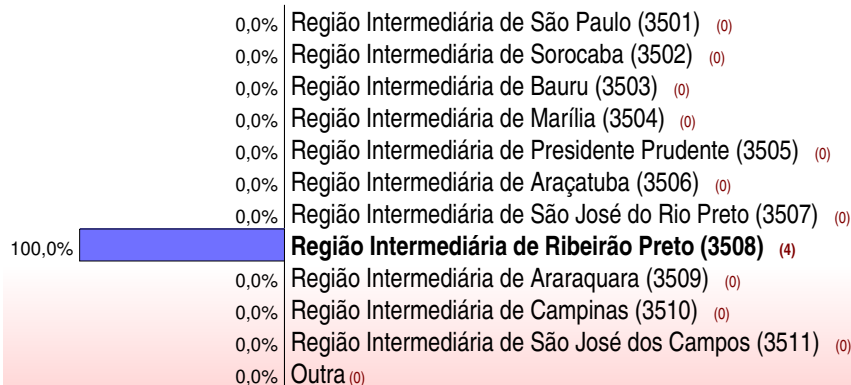 0,0% Região Intermediária de São Paulo (3501) (0)
0,0% Região Intermediária de Sorocaba (3502) (0)
0,0% Região Intermediária de Bauru (3503) (0)
0,0% Região Intermediária de Marília (3504) (0)
0,0% Região Intermediária de Presidente Prudente (3505) (0)
0,0% Região Intermediária de Araçatuba (3506) (0)
0,0% Região Intermediária de São José do Rio Preto (3507) (0)
100,0% Região Intermediária de Ribeirão Preto (3508) (4)
0,0% Região Intermediária de Araraquara (3509) (0)
0,0% Região Intermediária de Campinas (3510) (0)
0,0% Região Intermediária de São José dos Campos (3511) (0)
0,0% Outra (0)